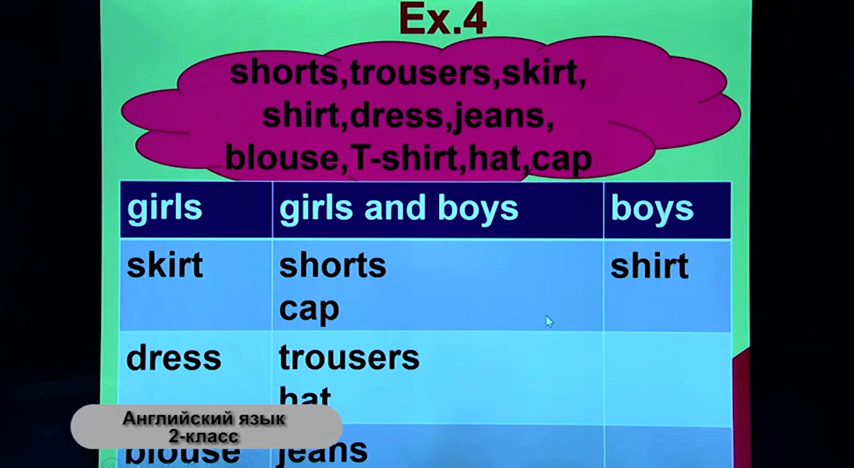 Ex.4
shorts,trousers,skirt,
shirt,dress,jeans,
blouse,T-shirt,hat,cap
girls girls and boys boys
skirt shorts shirt
cap
dress trousers
hat
Английский язык
2-класс
blouse jeans